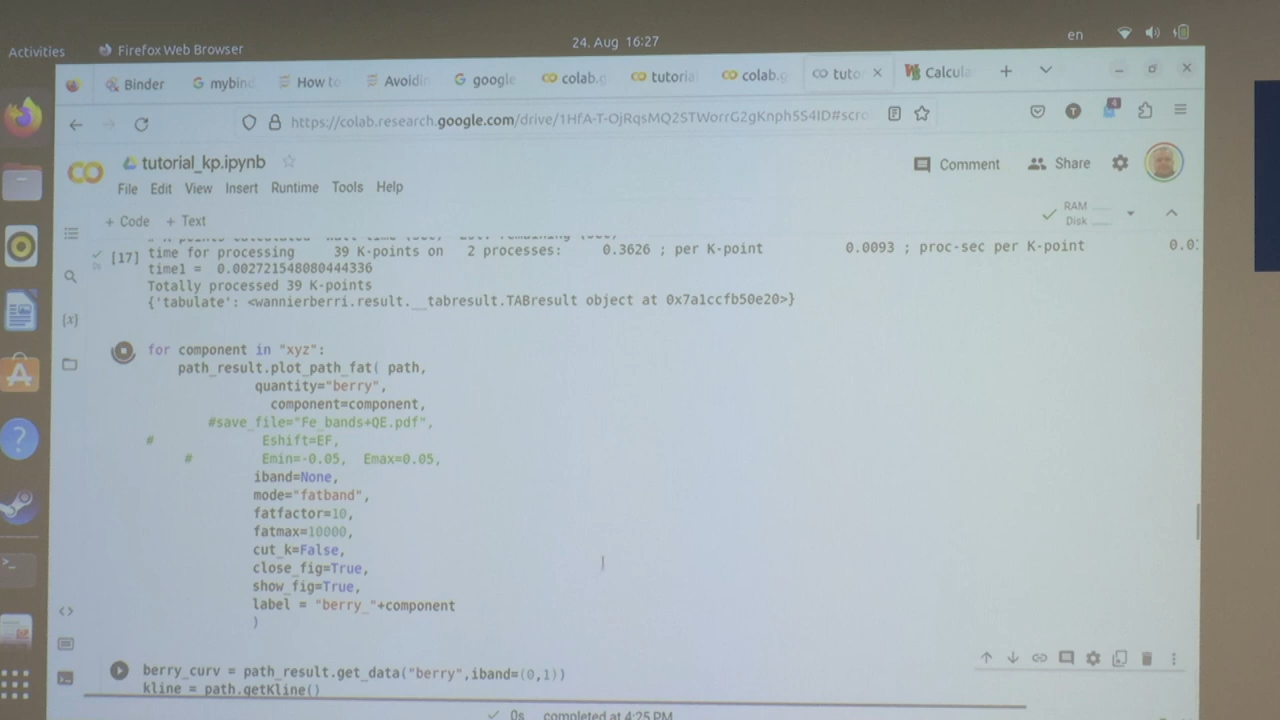 Activities
Firefox Web Browser
24. Aug 16:27
en
Binder
mybind
How to
Avoidin
google
colab.g
tutorial
colab.g
tuto
Calcula
https://colab.research.google.com/drive/1HfA-T-OjRqsMQ2STWorrG2gKnph5S4ID#scro
4
T
tutorial_kp.ipynb
Comment
Share
File Edit View Insert Runtime Tools Help
+ Code + Text
RAM
Disk
[17]
time for processing 39 K-points on 2 processes: 0.3626 ; per K-point 0.0093 ; proc-sec per K-point 0.0
time1 = 0.002721548080444336
Totally processed 39 K-points
{'tabulate': <wannierberri.result.__tabresult.TABresult object at 0x7a1ccfb50e20>}
for component in "xyz":
path_result.plot_path_fat( path,
quantity="berry",
component=component,
#save_file="Fe_bands+QE.pdf",
# Eshift=EF,
# Emin=-0.05, Emax=0.05,
iband=None,
mode="fatband",
fatfactor=10,
fatmax=10000,
cut_k=False,
close_fig=True,
show_fig=True,
label = "berry_"+component
)
berry_curv = path_result.get_data("berry",iband=(0,1))
kline = path.getKline()
0s completed at 4:25 PM